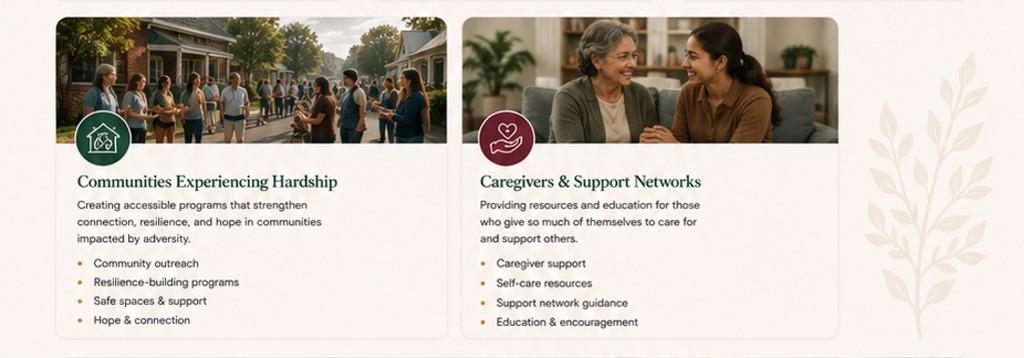 Communities Experiencing Hardship
Creating accessible programs that strengthen
connection, resilience, and hope in communities
impacted by adversity.
• Community outreach
• Resilience-building programs
• Safe spaces & support
• Hope & connection
Caregivers & Support Networks
Providing resources and education for those
who give so much of themselves to care for
and support others.
• Caregiver support
• Self-care resources
• Support network guidance
• Education & encouragement